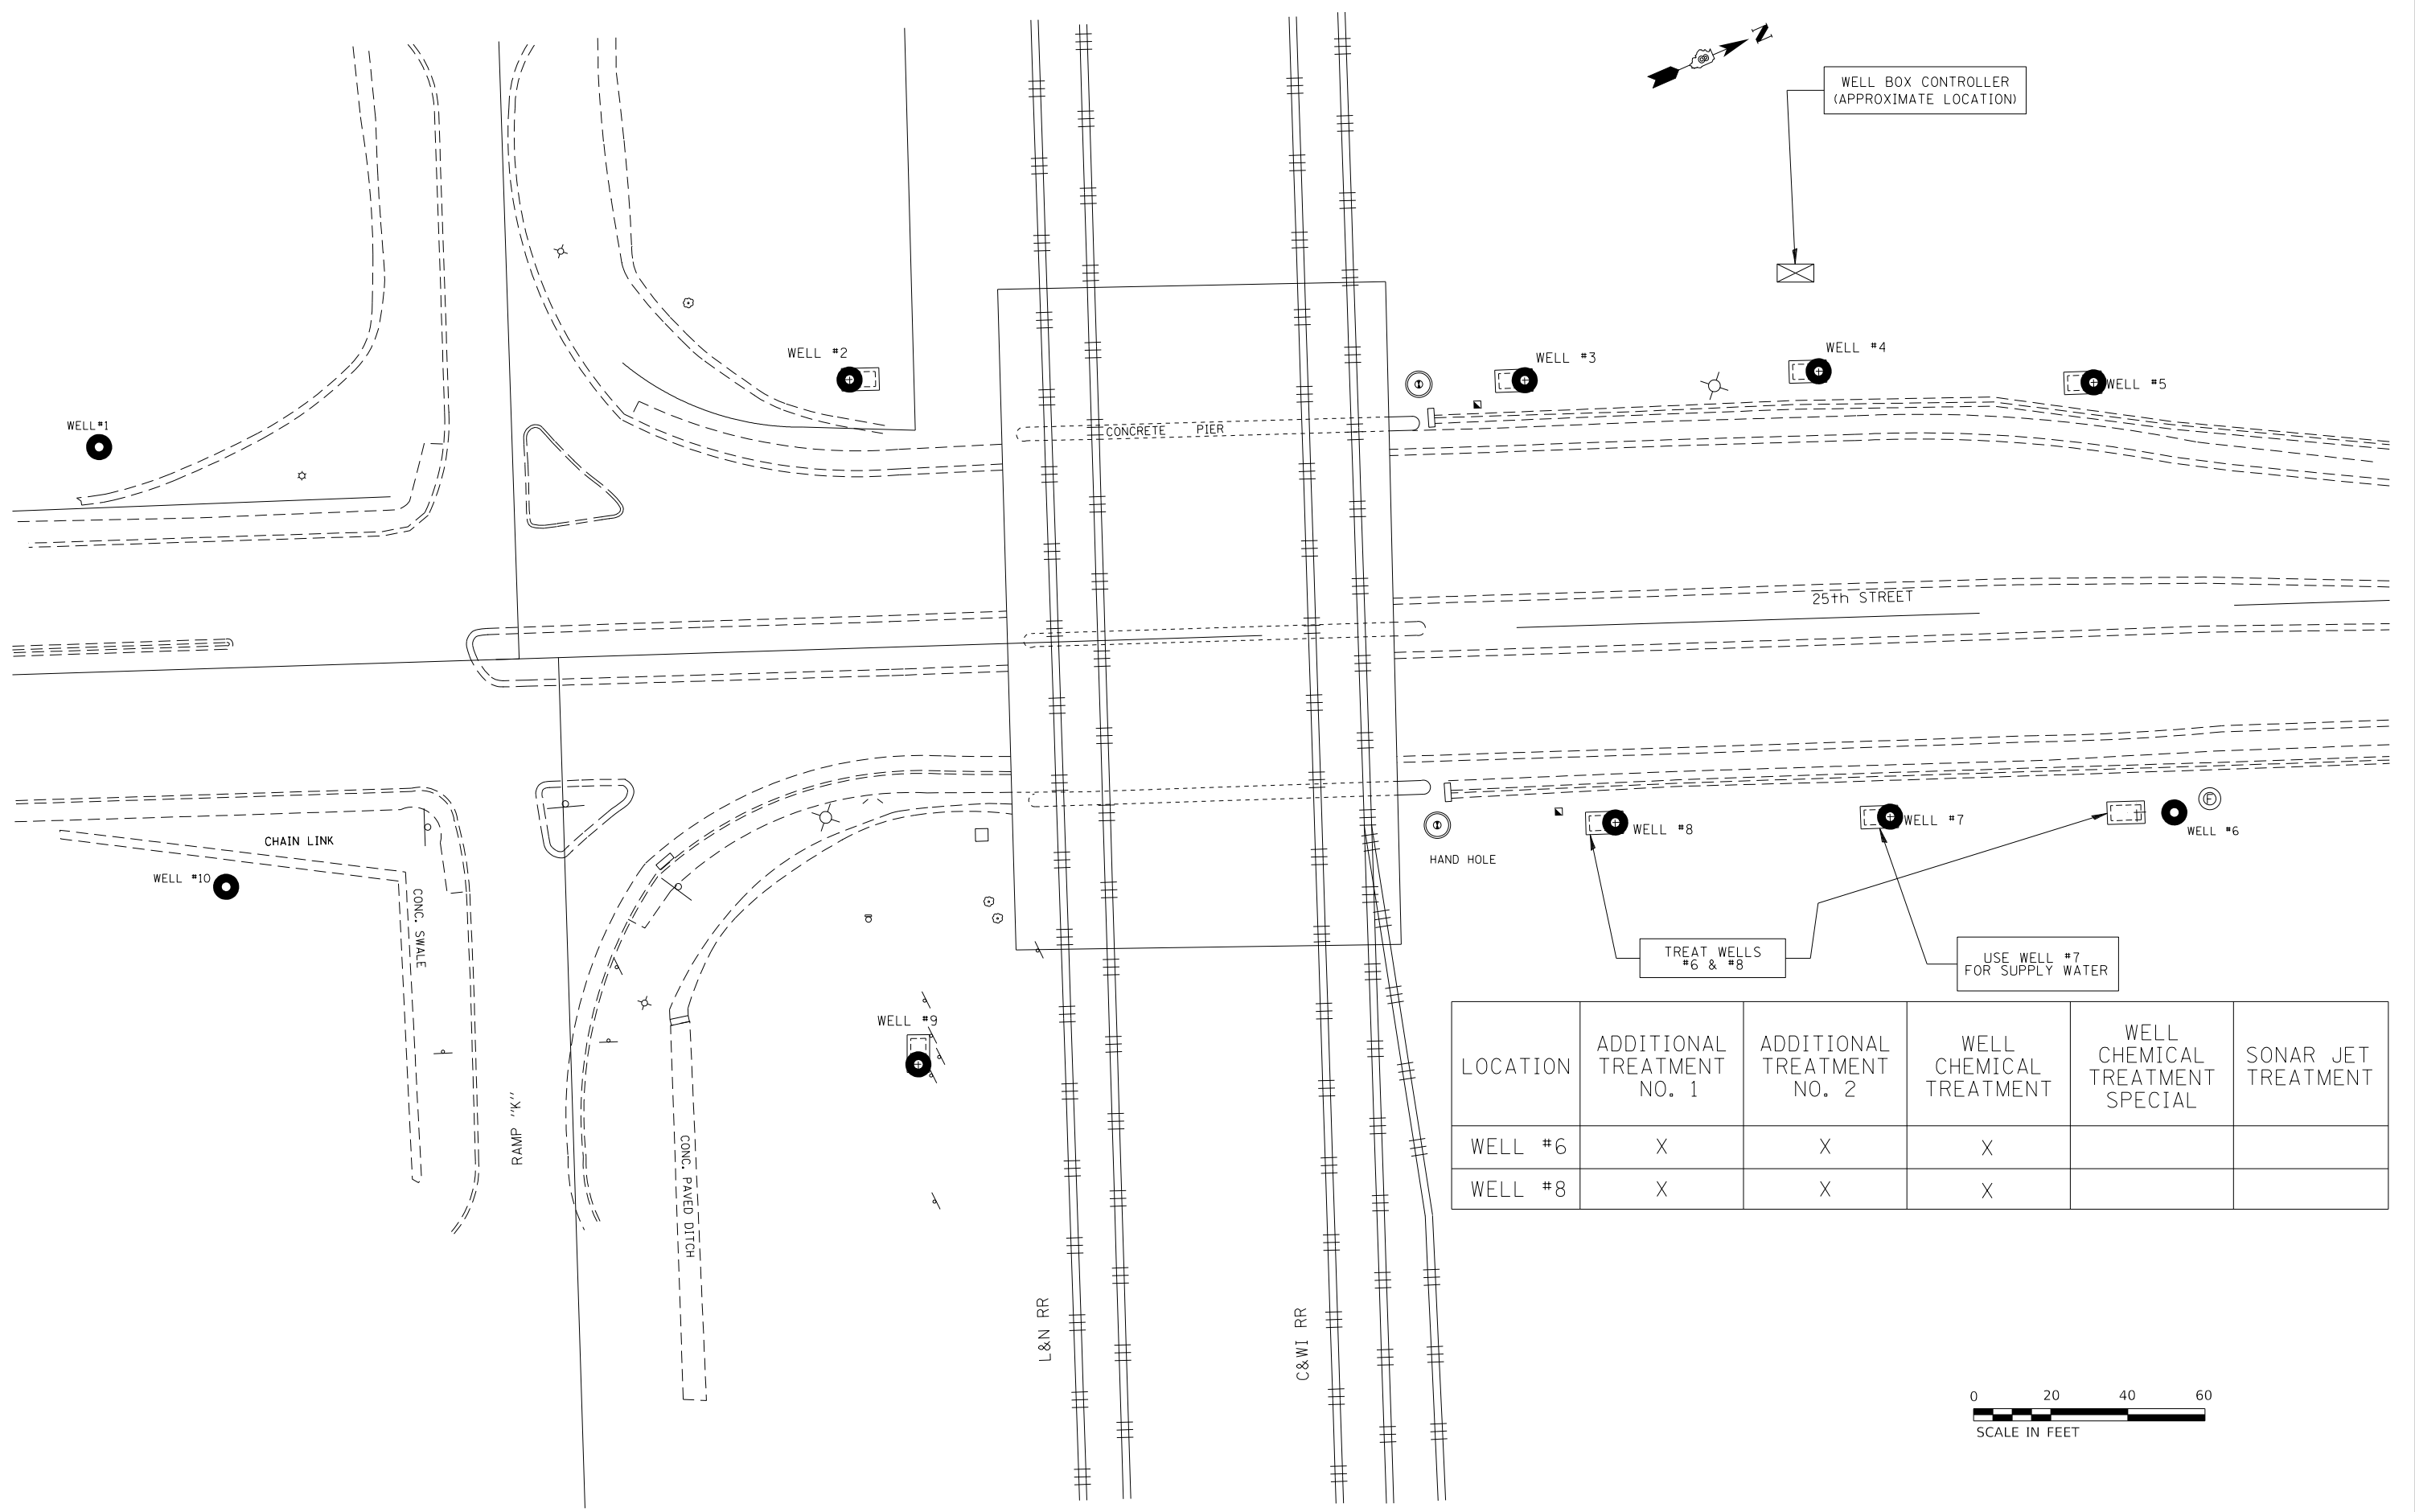 N
WELL BOX CONTROLLER
(APPROXIMATE LOCATION)
WELL #2
WELL #3
WELL #4
WELL #5
WELL#1
CONCRETE PIER
25th STREET
CHAIN LINK
WELL #10
CONC. SWALE
WELL #8
WELL #7
F
WELL #6
HAND HOLE
TREAT WELLS
#6 & #8
USE WELL #7
FOR SUPPLY WATER
WELL #9
RAMP "K"
CONC. PAVED DITCH
L&N RR
C&WI RR
LOCATION
ADDITIONAL
TREATMENT
NO. 1
ADDITIONAL
TREATMENT
NO. 2
WELL
CHEMICAL
TREATMENT
WELL
CHEMICAL
TREATMENT
SPECIAL
SONAR JET
TREATMENT
WELL #6 X X X
WELL #8 X X X
0 20 40 60
SCALE IN FEET